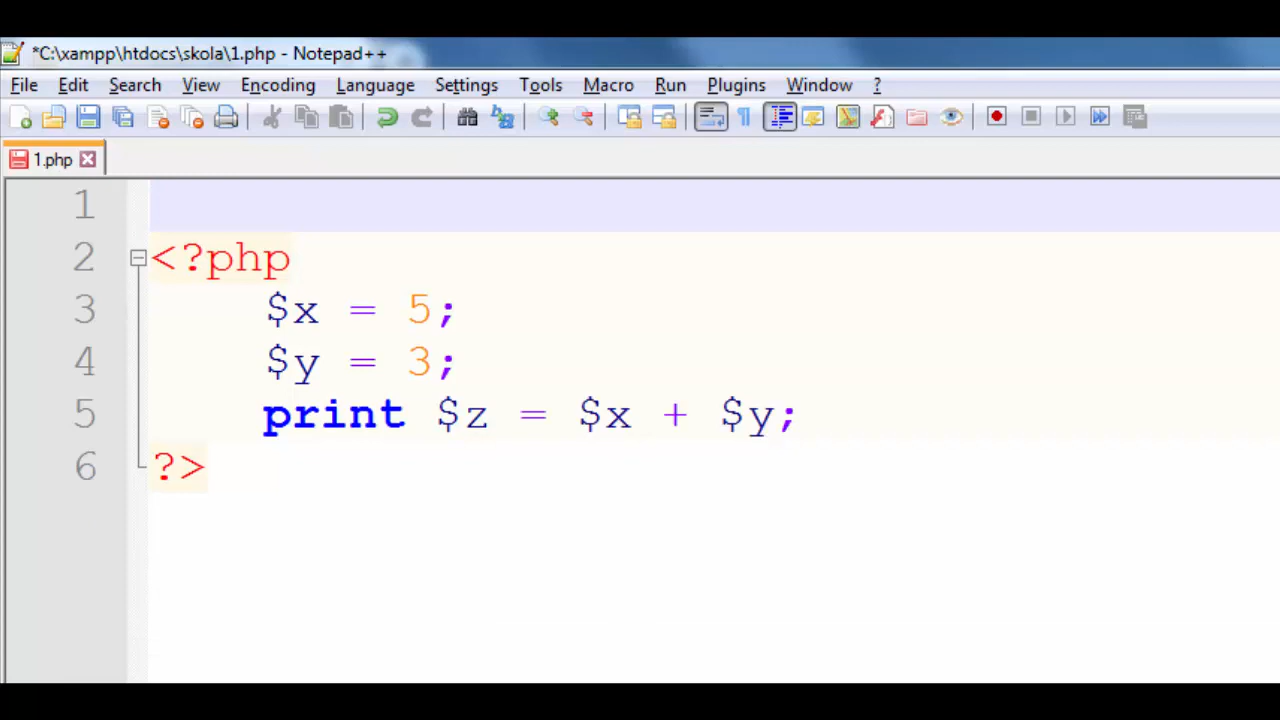 *C:\xampp\htdocs\skola\1.php - Notepad++
File Edit Search View Encoding Language Settings Tools Macro Run Plugins Window ?
1.php
1
2 <?php
3 $x = 5;
4 $y = 3;
5 print $z = $x + $y;
6 ?>